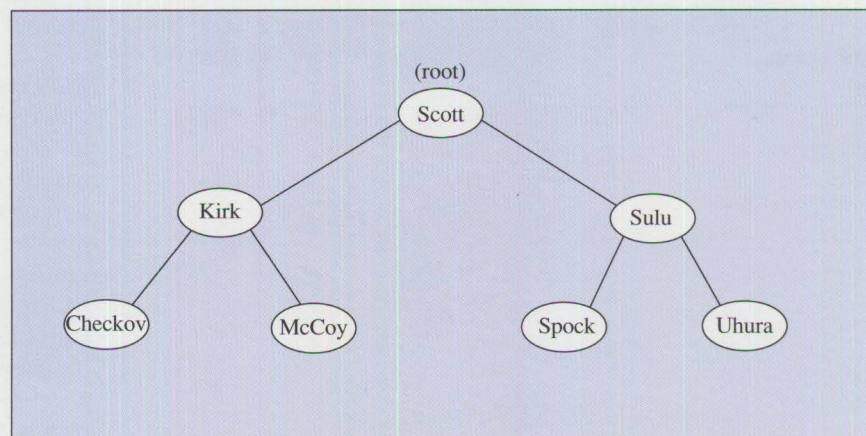 (root)
Scott
Kirk
Sulu
Checkov
McCoy
Spock
Uhura